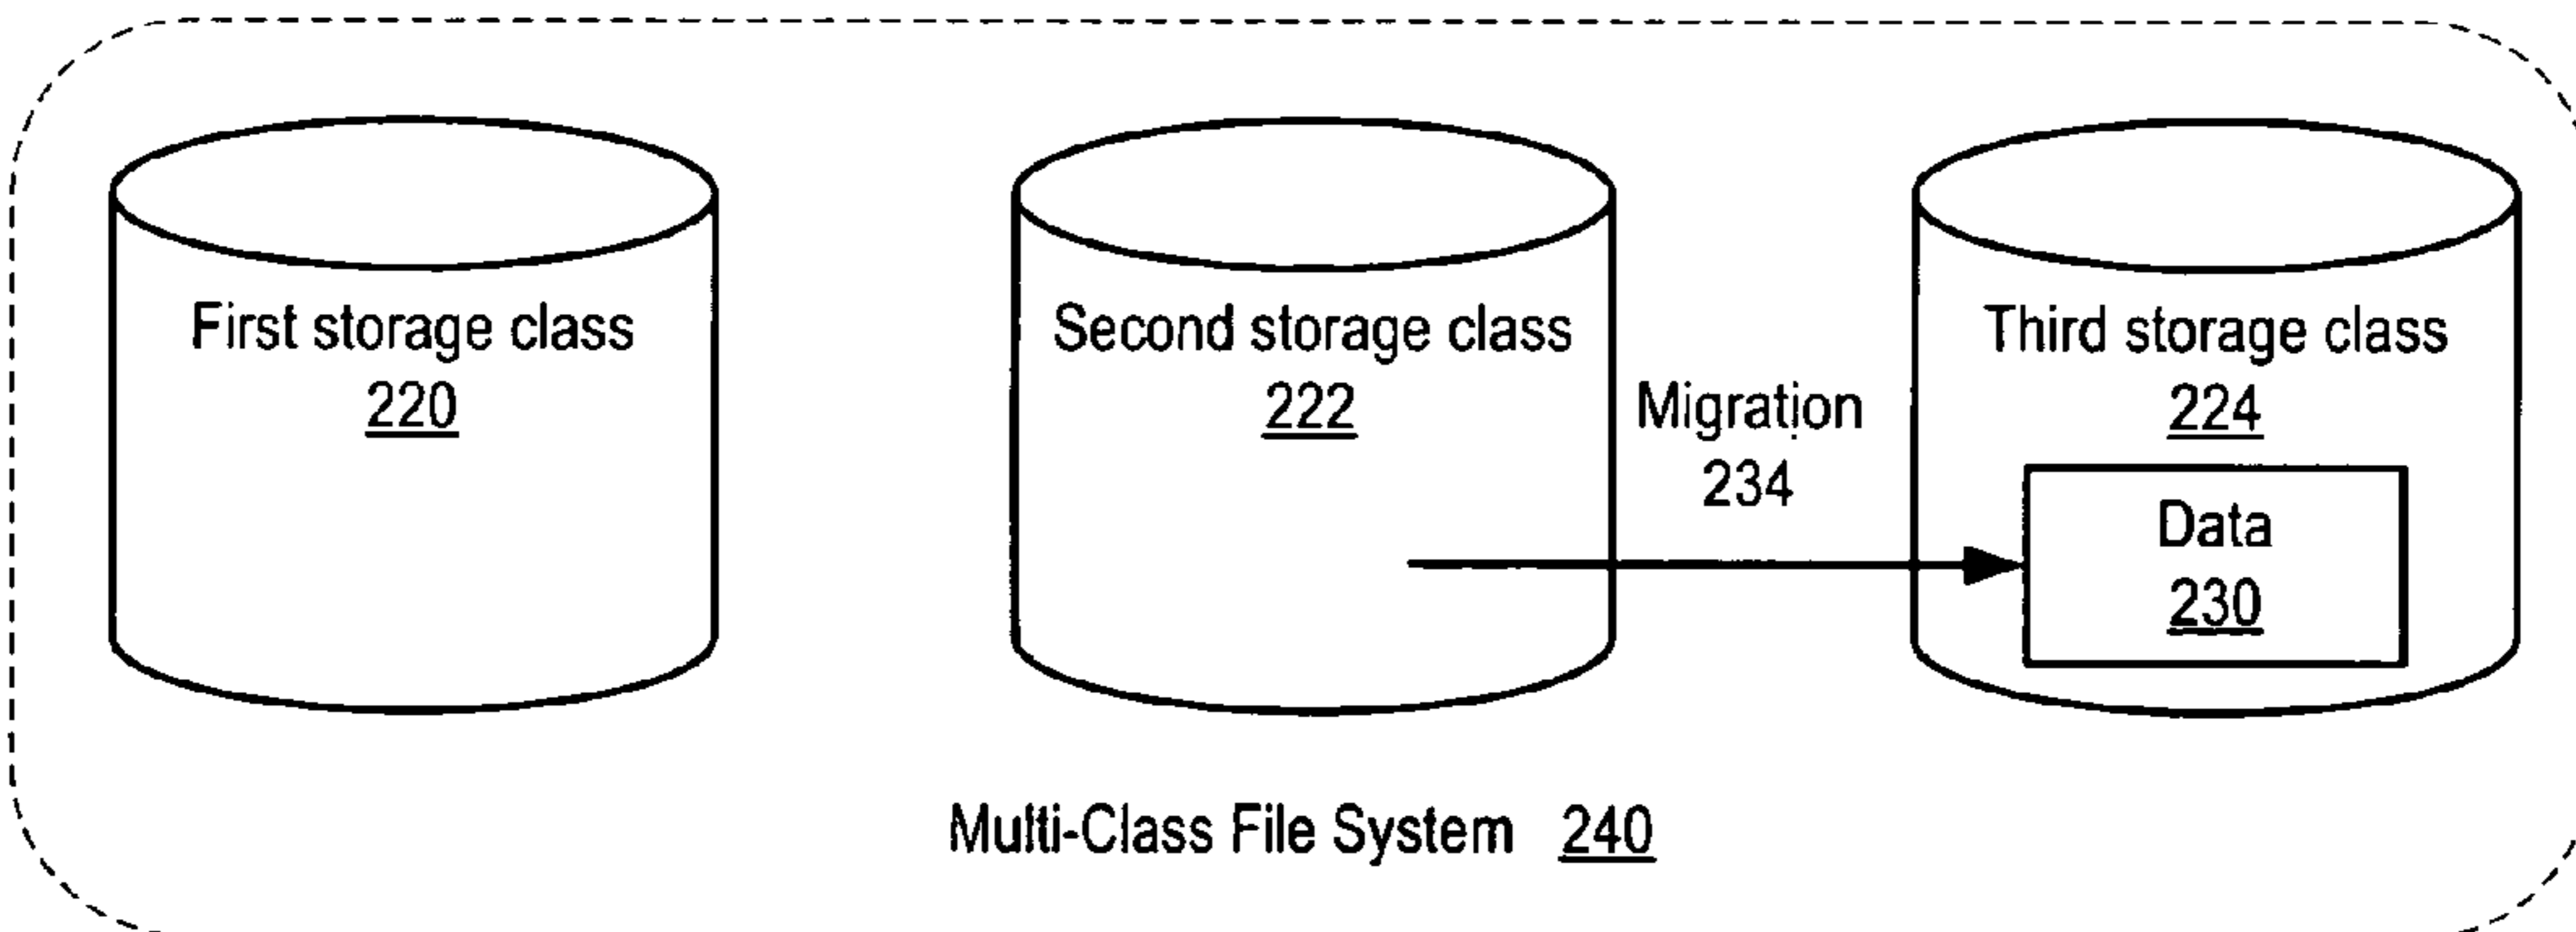 First storage class
220
Second storage class
222
Migration
234
Third storage class
224
Data
230
Multi-Class File System 240